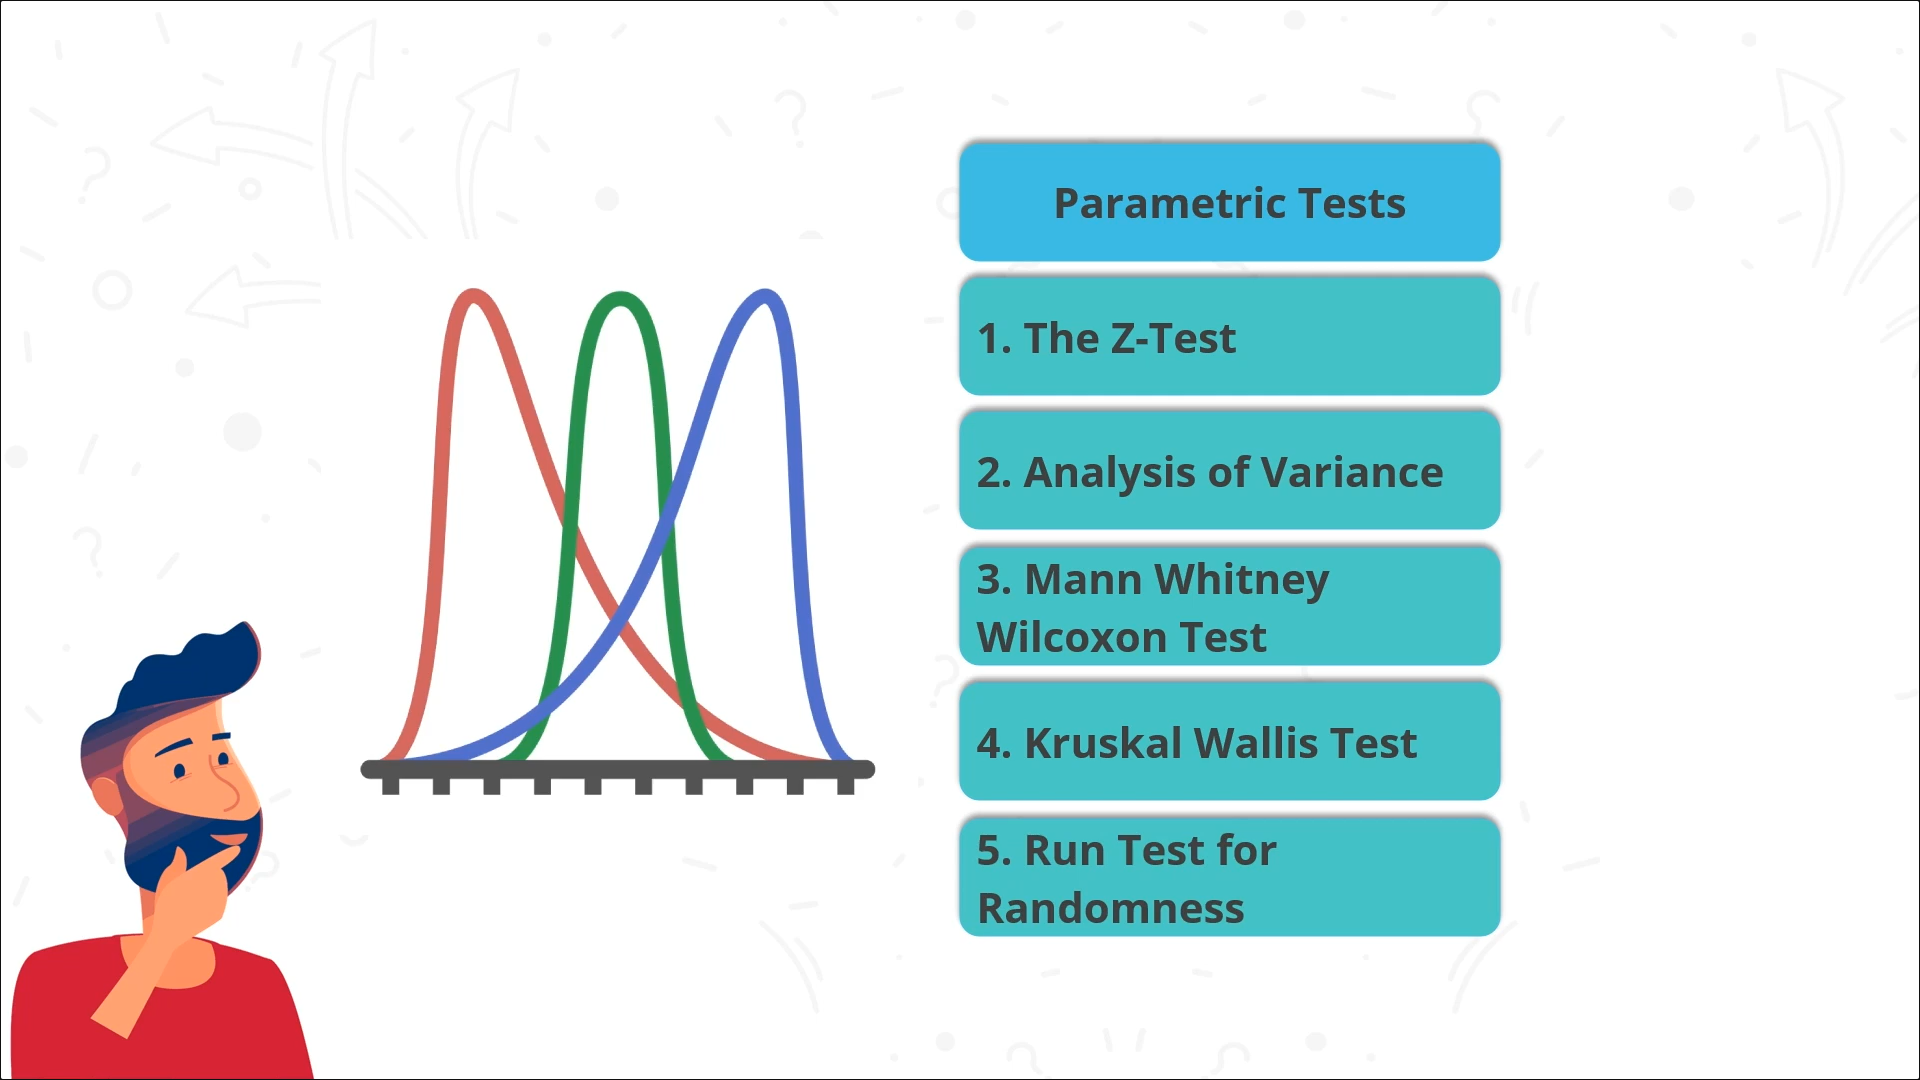 Parametric Tests
1. The Z-Test
2. Analysis of Variance
3. Mann Whitney
Wilcoxon Test
4. Kruskal Wallis Test
5. Run Test for
Randomness